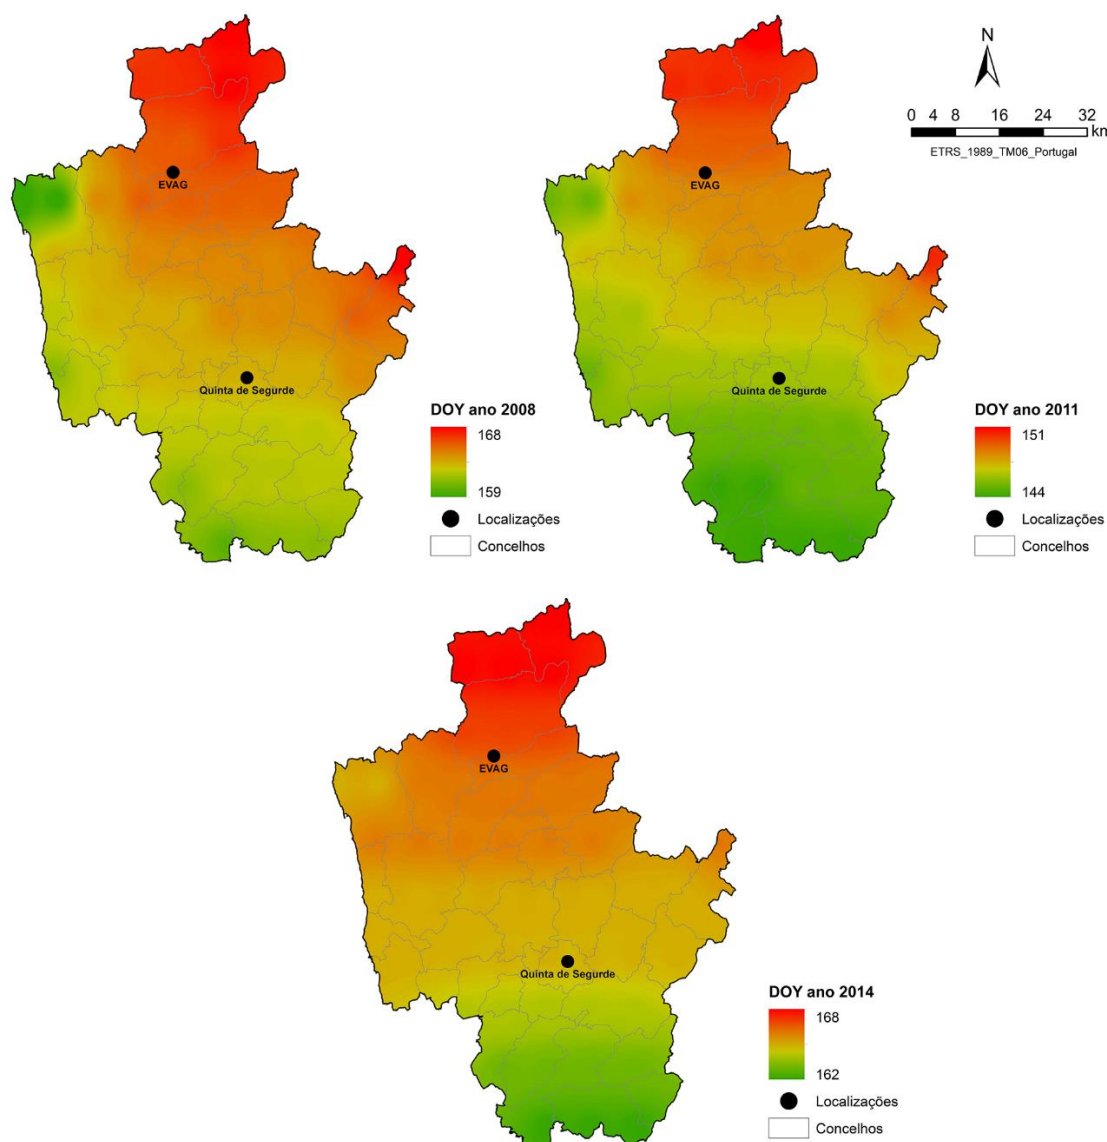 N
0 4 8 16 24 32
km
ETRS_1989_TM06_Portugal
EVAG
Quinta de Segurde
DOY ano 2008
168
159
Localizações
Concelhos
EVAG
Quinta de Segurde
DOY ano 2011
151
144
Localizações
Concelhos
EVAG
Quinta de Segurde
DOY ano 2014
168
162
Localizações
Concelhos